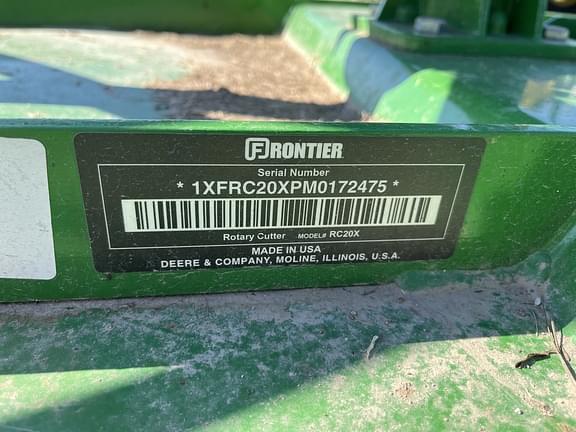 FRONTIER
Serial Number
* 1XFRC20XPM0172475 *
Rotary Cutter MODEL# RC20X
MADE IN USA
DEERE & COMPANY, MOLINE, ILLINOIS, U.S.A.